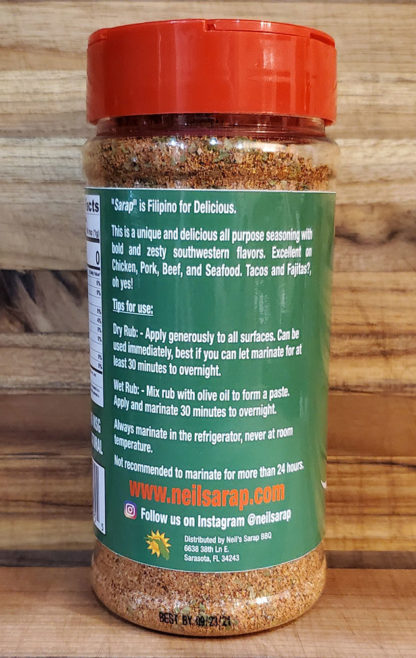 "Sarap" is Filipino for Delicious.
This is a unique and delicious all purpose seasoning with
bold and zesty southwestern flavors. Excellent on
Chicken, Pork, Beef, and Seafood. Tacos and Fajitas?,
oh yes!
Tips for use:
Dry Rub: - Apply generously to all surfaces. Can be
used immediately, best if you can let marinate for at
least 30 minutes to overnight.
Wet Rub: - Mix rub with olive oil to form a paste.
Apply and marinate 30 minutes to overnight.
Always marinate in the refrigerator, never at room
temperature.
Not recommended to marinate for more than 24 hours.
www.neilsarap.com
Follow us on Instagram @neilsarap
Distributed by Neil's Sarap BBQ
6638 38th Ln E.
Sarasota, FL 34243
BEST BY 09/23/21